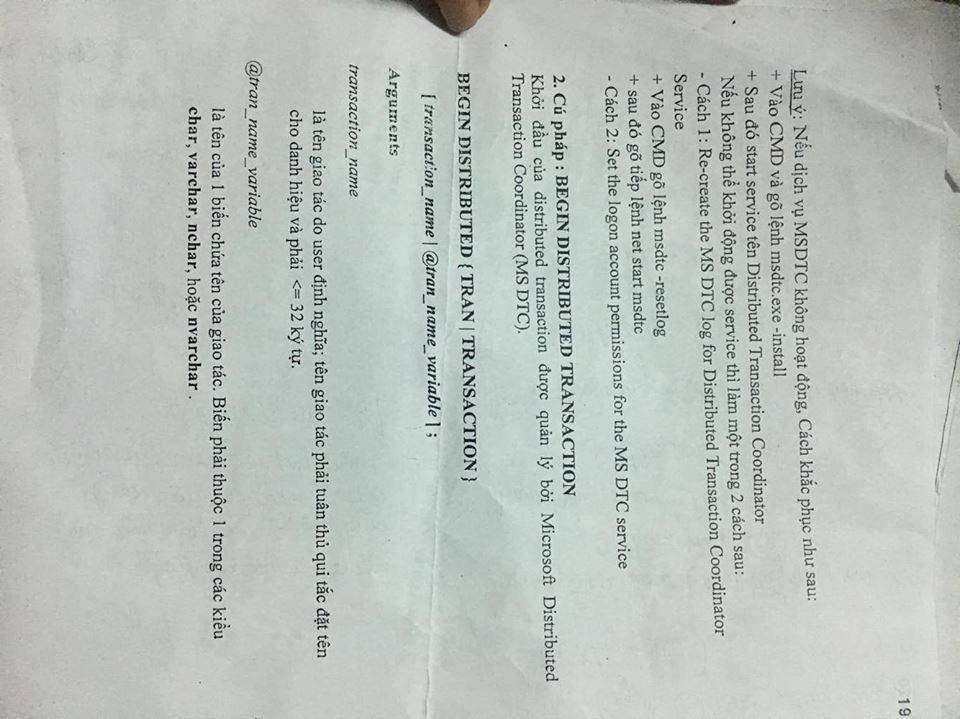 19
Lưu ý: Nếu dịch vụ MSDTC không hoạt động, Cách khắc phục như sau:
+ Vào CMD và gõ lệnh msdtc.exe -install
+ Sau đó start service tên Distributed Transaction Coordinator
Nếu không thể khởi động được service thì làm một trong 2 cách sau:
- Cách 1: Re-create the MS DTC log for Distributed Transaction Coordinator
Service
+ Vào CMD gõ lệnh msdtc -resetlog
+ sau đó gõ tiếp lệnh net start msdtc
- Cách 2: Set the logon account permissions for the MS DTC service
2. Cú pháp : BEGIN DISTRIBUTED TRANSACTION
Khởi đầu của distributed transaction được quản lý bởi Microsoft Distributed
Transaction Coordinator (MS DTC).
BEGIN DISTRIBUTED { TRAN | TRANSACTION }
[ transaction_name | @tran_name_variable ] ;
Arguments
transaction_name
là tên giao tác do user định nghĩa; tên giao tác phải tuân thủ qui tắc đặt tên
cho danh hiệu và phải <= 32 ký tự.
@tran_name_variable
là tên của 1 biến chứa tên của giao tác. Biến phải thuộc 1 trong các kiểu
char, varchar, nchar, hoặc nvarchar .